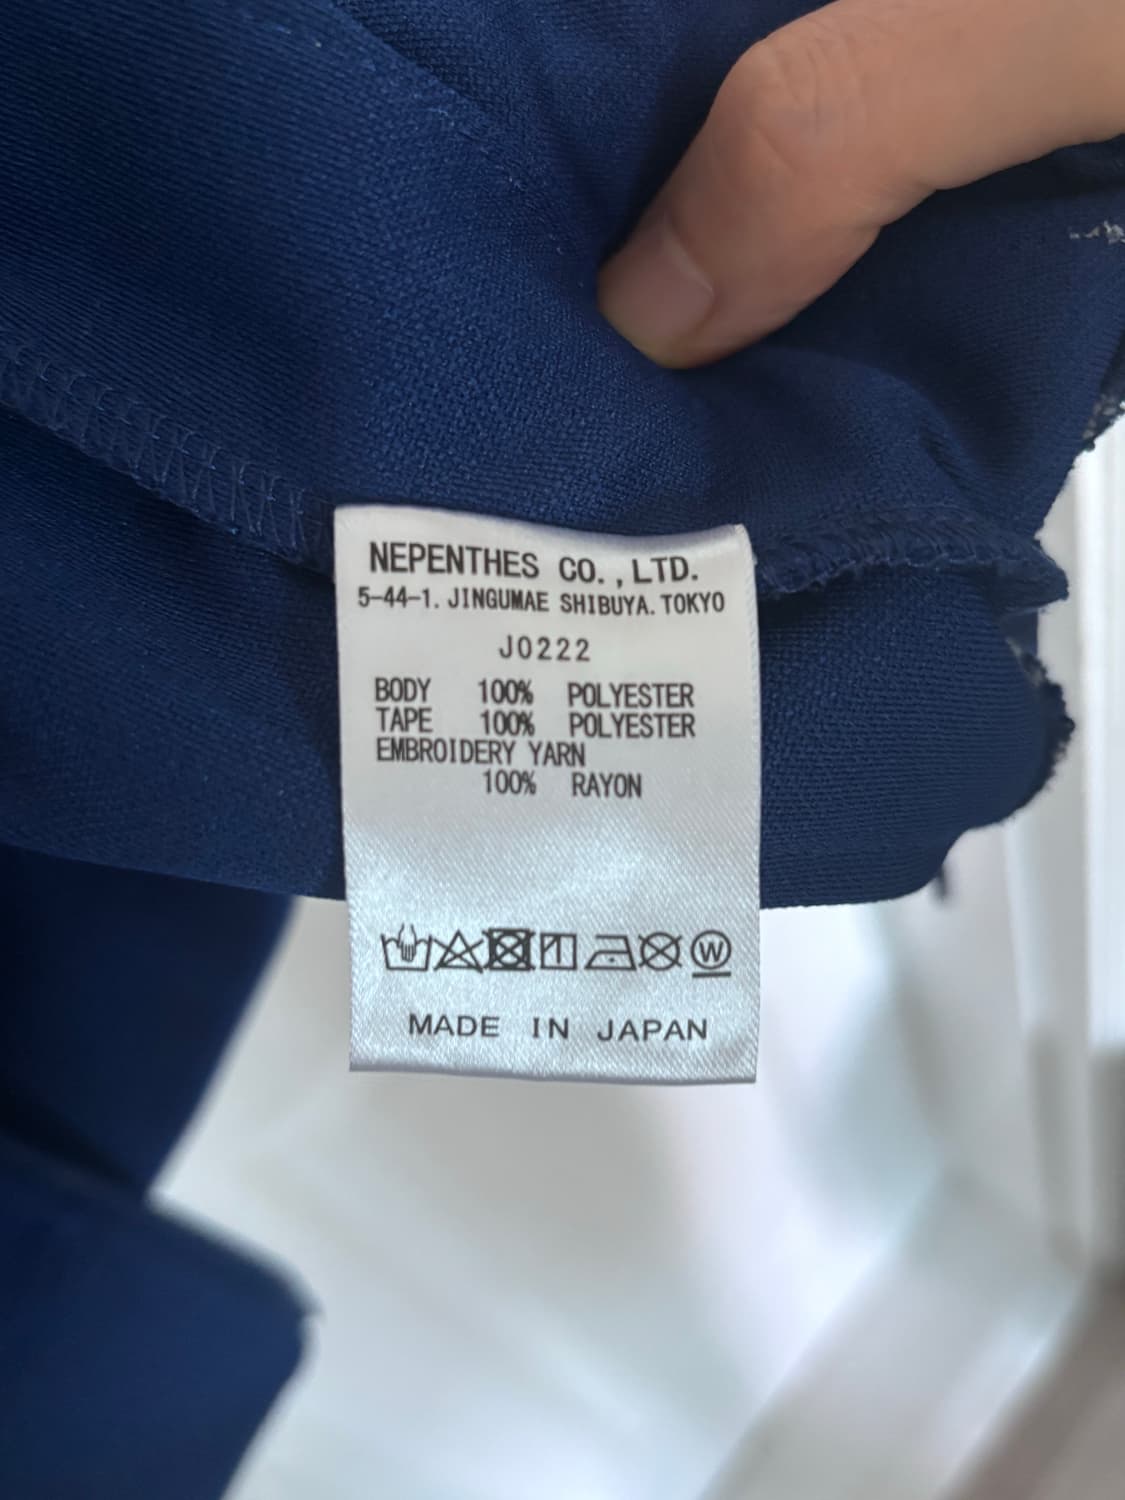 NEPENTHES CO.,LTD.
5-44-1.JINGUMAE SHIBUYA.TOKYO
J0222
BODY 100% POLYESTER
TAPE 100% POLYESTER
EMBROIDERY YARN
100% RAYON
W
MADE IN JAPAN